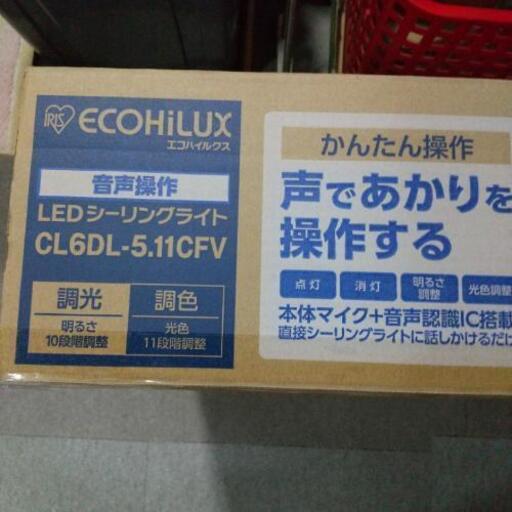 IRIS ECOHiLUX
エコハイルクス
音声操作
LEDシーリングライト
CL6DL-5.11CFV
調光
明るさ
10段階調整
調色
光色
11段階調整
かんたん操作
声であかりを
操作する
点灯
消灯
明るさ
調整
光色調整
本体マイク+音声認識IC搭載
直接シーリングライトに話しかけるだけ